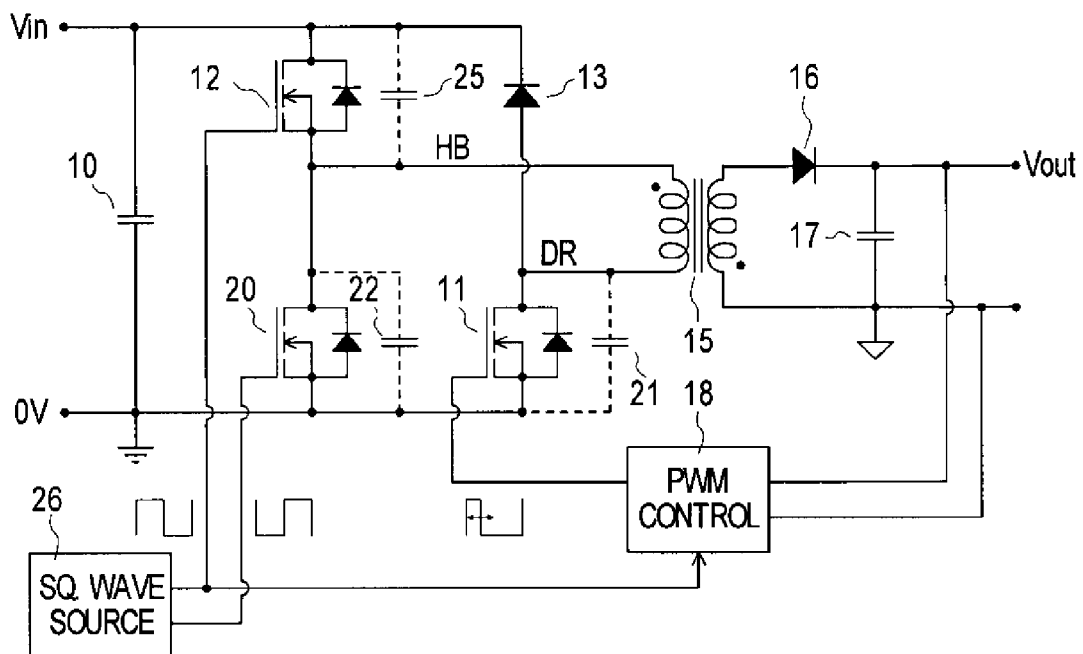 Vin
12
25
13
16
HB
Vout
10
17
DR
20
22
11
15
21
0V
18
PWM
CONTROL
26
SQ. WAVE
SOURCE